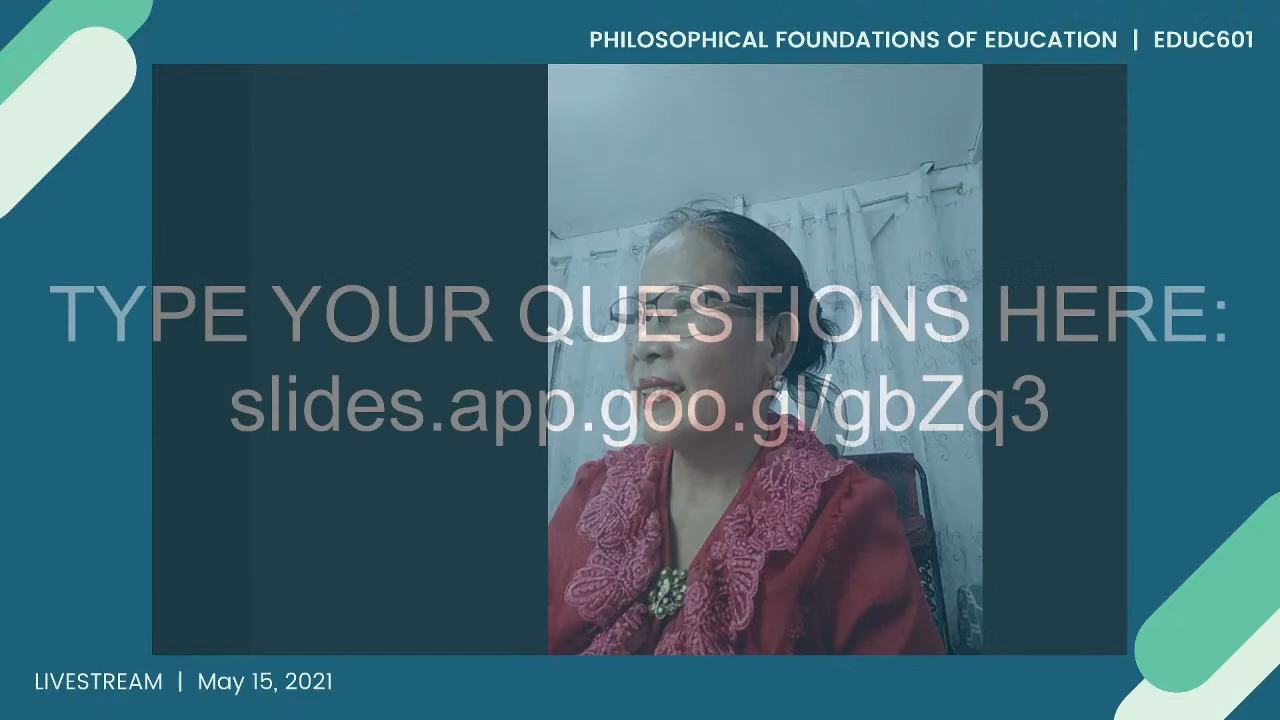 PHILOSOPHICAL FOUNDATIONS OF EDUCATION | EDUC601
TYPE YOUR QUESTIONS HERE:
slides.app.goo.gl/gbZq3
LIVESTREAM | May 15, 2021